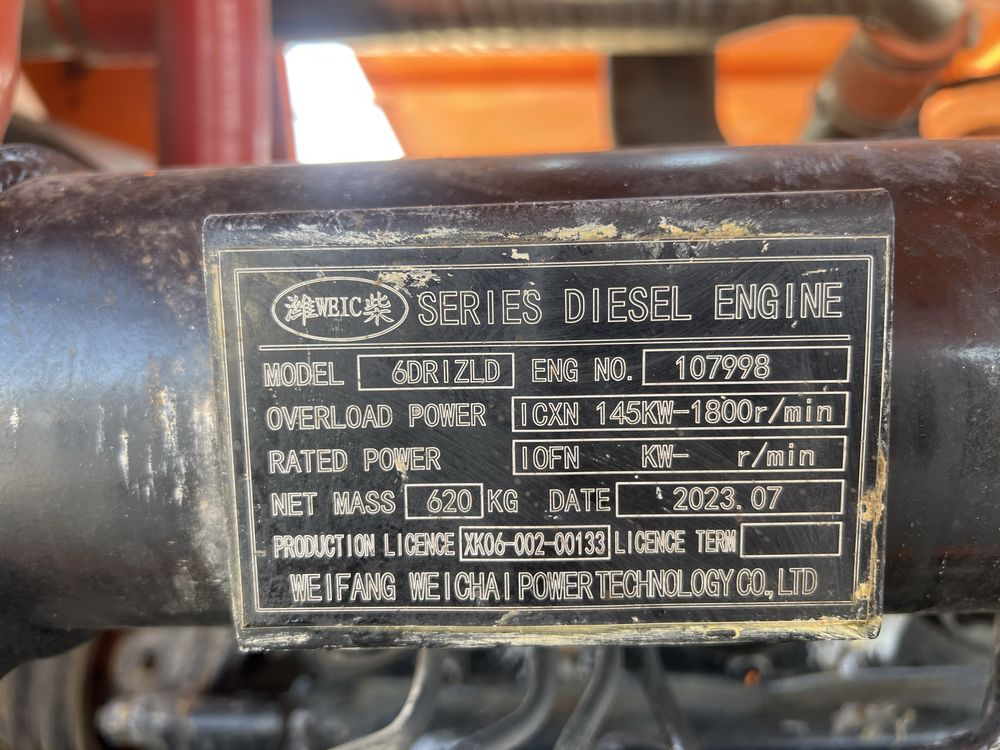 潍WEIC柴 SERIES DIESEL ENGINE
MODEL 6DRIZLD ENG NO. 107998
OVERLOAD POWER ICXN 145KW-1800r/min
RATED POWER IOFN KW- r/min
NET MASS 620 KG DATE 2023.07
PRODUCTION LICENCE XK06-002-00133 LICENCE TERM
WEIFANG WEICHAI POWER TECHNOLOGY CO., LTD